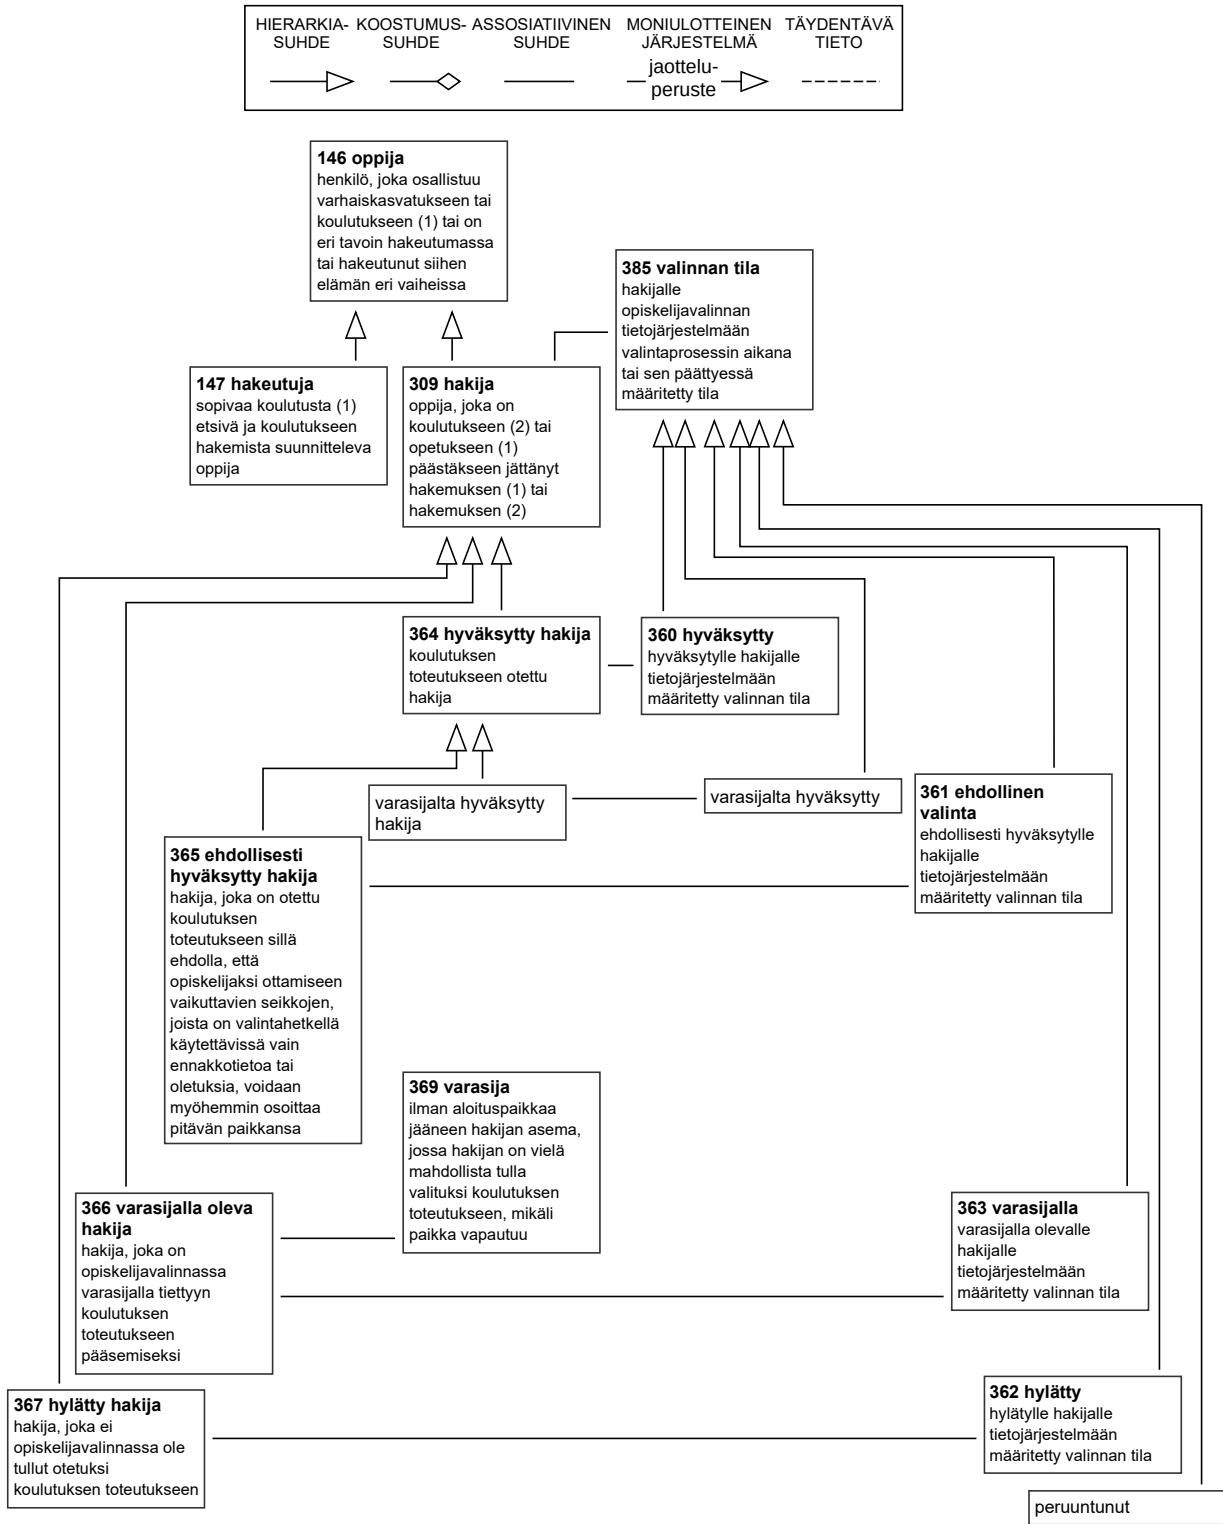 HIERARKIA-
SUHDE
KOOSTUMUS-
SUHDE
ASSOSIATIIVINEN
SUHDE
MONIULOTTEINEN
JÄRJESTELMÄ
jaottelu-
peruste
TÄYDENTÄVÄ
TIETO
146 oppija
henkilö, joka osallistuu
varhaiskasvatukseen tai
koulutukseen (1) tai on
eri tavoin hakeutumassa
tai hakeutunut siihen
elämän eri vaiheissa
385 valinnan tila
hakijalle
opiskelijavalinnan
tietojärjestelmään
valintaprosessin aikana
tai sen päättyessä
määritetty tila
147 hakeutuja
sopivaa koulutusta (1)
etsivä ja koulutukseen
hakemista suunnitteleva
oppija
309 hakija
oppija, joka on
koulutukseen (2) tai
opetukseen (1)
päästäkseen jättänyt
hakemuksen (1) tai
hakemuksen (2)
364 hyväksytty hakija
koulutuksen
toteutukseen otettu
hakija
360 hyväksytty
hyväksytylle hakijalle
tietojärjestelmään
määritetty valinnan tila
varasijalta hyväksytty
hakija
varasijalta hyväksytty
361 ehdollinen
valinta
ehdollisesti hyväksytylle
hakijalle
tietojärjestelmään
määritetty valinnan tila
365 ehdollisesti
hyväksytty hakija
hakija, joka on otettu
koulutuksen
toteutukseen sillä
ehdolla, että
opiskelijaksi ottamiseen
vaikuttavien seikkojen,
joista on valintahetkellä
käytettävissä vain
ennakkotietoa tai
oletuksia, voidaan
myöhemmin osoittaa
pitävän paikkansa
369 varasija
ilman aloituspaikkaa
jääneen hakijan asema,
jossa hakijan on vielä
mahdollista tulla
valituksi koulutuksen
toteutukseen, mikäli
paikka vapautuu
366 varasijalla oleva
hakija
hakija, joka on
opiskelijavalinnassa
varasijalla tiettyyn
koulutuksen
toteutukseen
pääsemiseksi
363 varasijalla
varasijalla olevalle
hakijalle
tietojärjestelmään
määritetty valinnan tila
367 hylätty hakija
hakija, joka ei
opiskelijavalinnassa ole
tullut otetuksi
koulutuksen toteutukseen
362 hylätty
hylätylle hakijalle
tietojärjestelmään
määritetty valinnan tila
peruuntunut